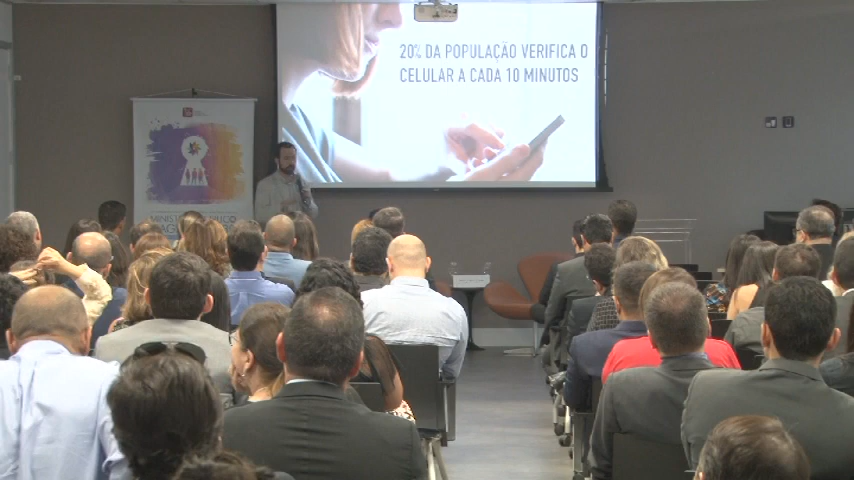 20% DA POPULAÇÃO VERIFICA O
CELULAR A CADA 10 MINUTOS